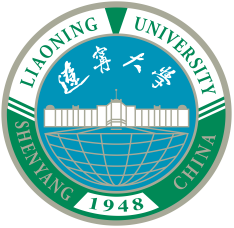 LIAONING UNIVERSITY
遼寧大學
SHENYANG CHINA
1948